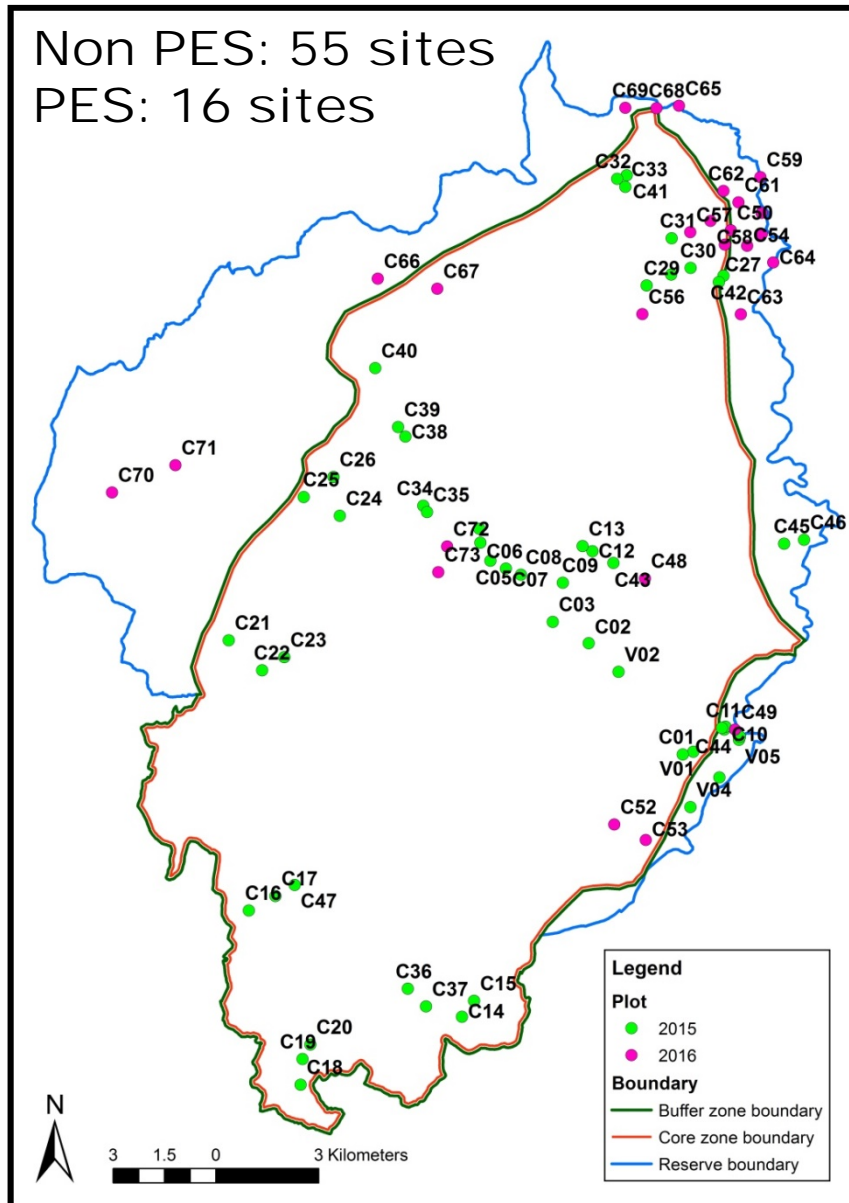 Non PES: 55 sites
PES: 16 sites
C69 C68 C65
C32 C33
C59
C62
C61
C41
C50
C31 C57
C54
C58
C30
C64
C66
C67
C29
C27
C56
C42 C63
C40
C39
C38
C71
C70
C26
C25
C24
C34 C35
C72
C13
C45 C46
C73
C06
C08
C12
C09
C48
C05 C07
C43
C03
C02
C21
C23
C22
V02
C11 C49
C01
C44
C10
V01
V05
V04
C52
C53
C17
C16
C47
C36
C37
C15
C14
C20
C19
C18
Legend
Plot
2015
2016
Boundary
Buffer zone boundary
Core zone boundary
Reserve boundary
N
3 1.5 0 3 Kilometers